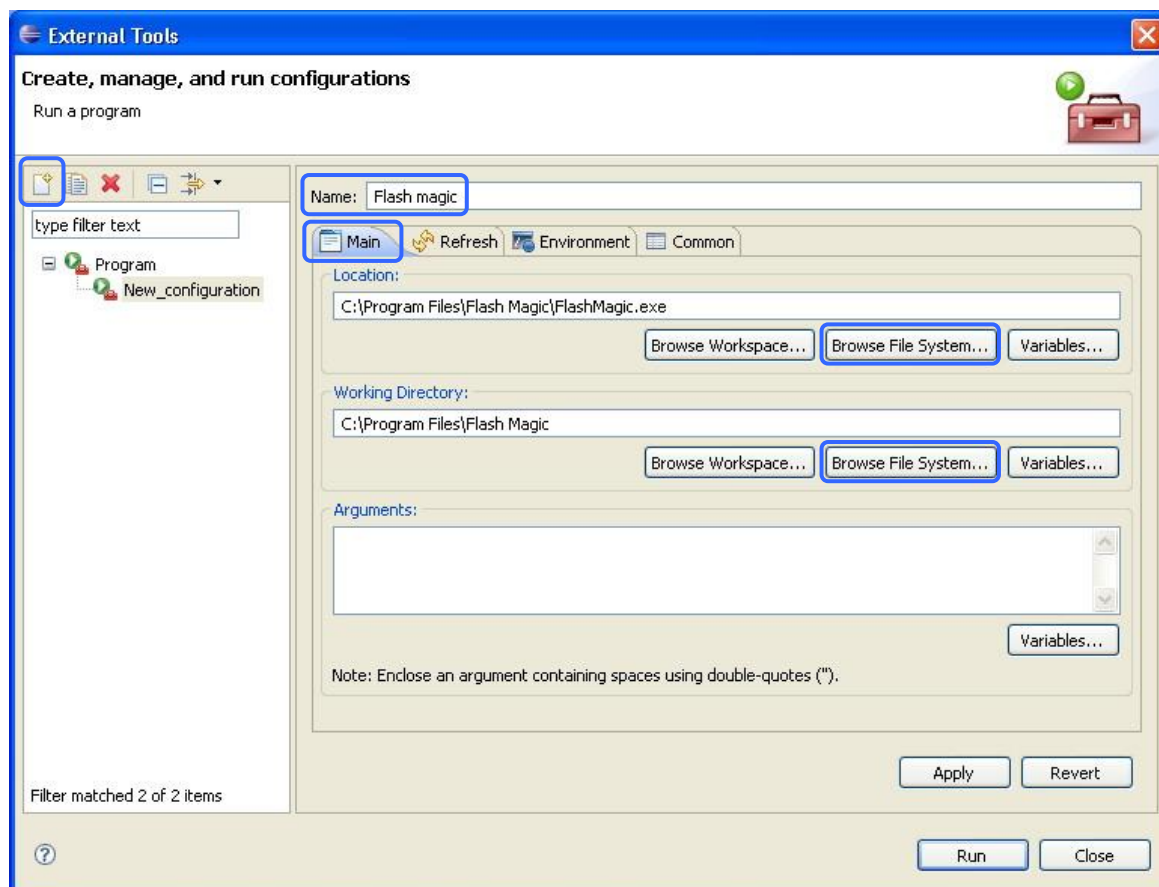 External Tools
Create, manage, and run configurations
Run a program
type filter text
Program
New_configuration
Filter matched 2 of 2 items
Name: Flash magic
Main Refresh Environment Common
Location:
C:\Program Files\Flash Magic\FlashMagic.exe
Browse Workspace... Browse File System... Variables...
Working Directory:
C:\Program Files\Flash Magic
Browse Workspace... Browse File System... Variables...
Arguments:
Variables...
Note: Enclose an argument containing spaces using double-quotes (").
Apply Revert
? Run Close